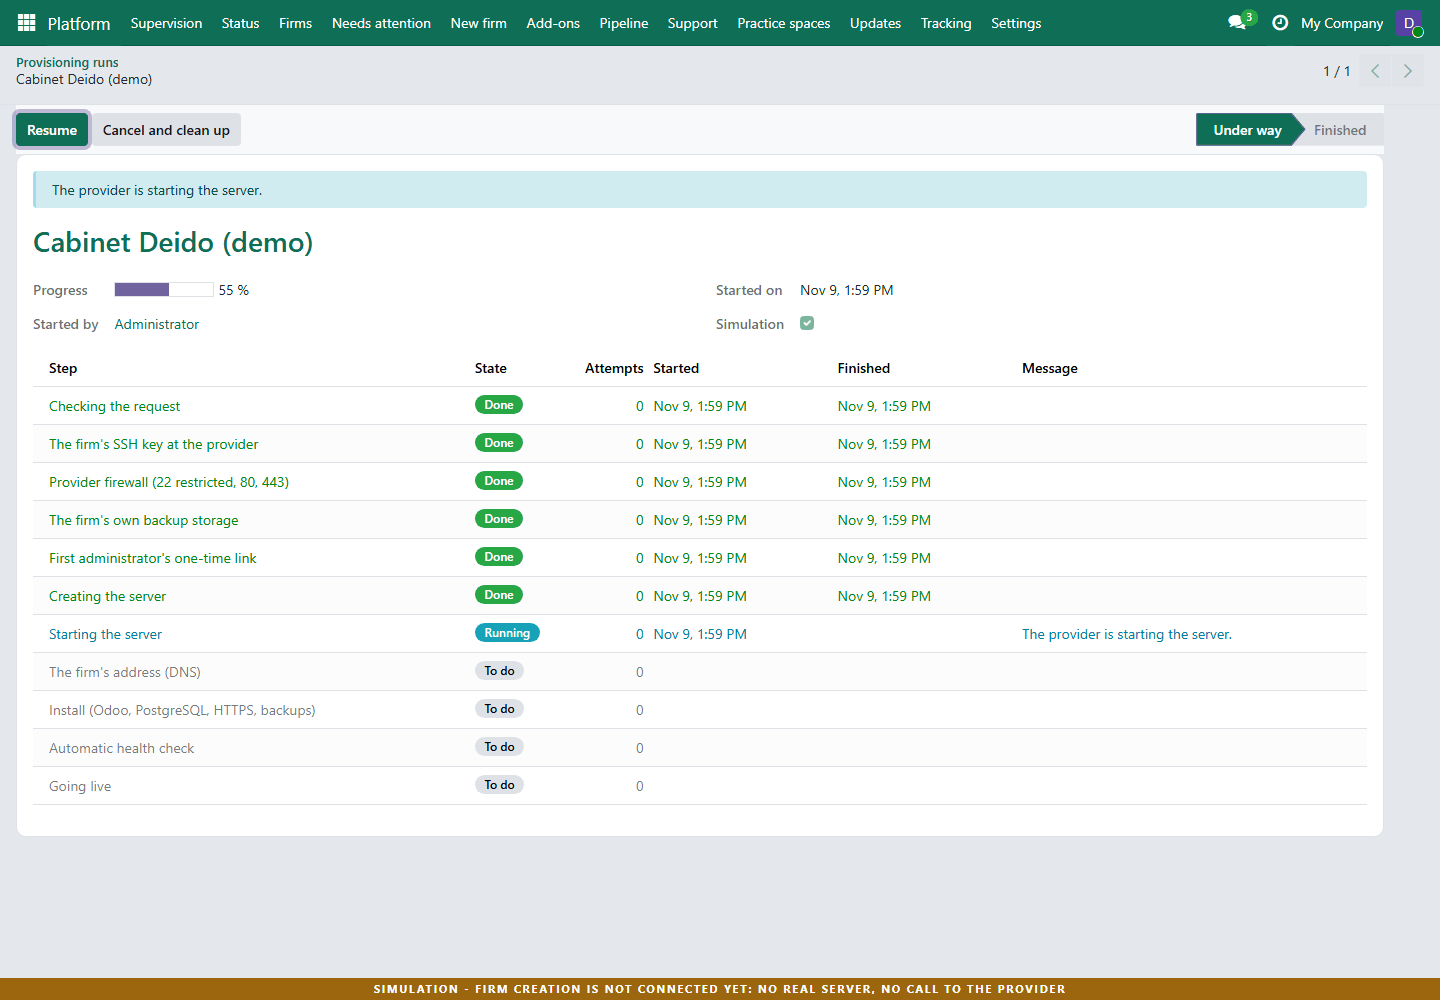 Platform Supervision Status Firms Needs attention New firm Add-ons Pipeline Support Practice spaces Updates Tracking Settings 3 My Company D
Provisioning runs
Cabinet Deido (demo)
1 / 1
Resume Cancel and clean up Under way Finished
The provider is starting the server.
Cabinet Deido (demo)
Progress 55 % Started on Nov 9, 1:59 PM
Started by Administrator Simulation
Step State Attempts Started Finished Message
Checking the request Done 0 Nov 9, 1:59 PM Nov 9, 1:59 PM
The firm's SSH key at the provider Done 0 Nov 9, 1:59 PM Nov 9, 1:59 PM
Provider firewall (22 restricted, 80, 443) Done 0 Nov 9, 1:59 PM Nov 9, 1:59 PM
The firm's own backup storage Done 0 Nov 9, 1:59 PM Nov 9, 1:59 PM
First administrator's one-time link Done 0 Nov 9, 1:59 PM Nov 9, 1:59 PM
Creating the server Done 0 Nov 9, 1:59 PM Nov 9, 1:59 PM
Starting the server Running 0 Nov 9, 1:59 PM The provider is starting the server.
The firm's address (DNS) To do 0
Install (Odoo, PostgreSQL, HTTPS, backups) To do 0
Automatic health check To do 0
Going live To do 0
SIMULATION - FIRM CREATION IS NOT CONNECTED YET: NO REAL SERVER, NO CALL TO THE PROVIDER